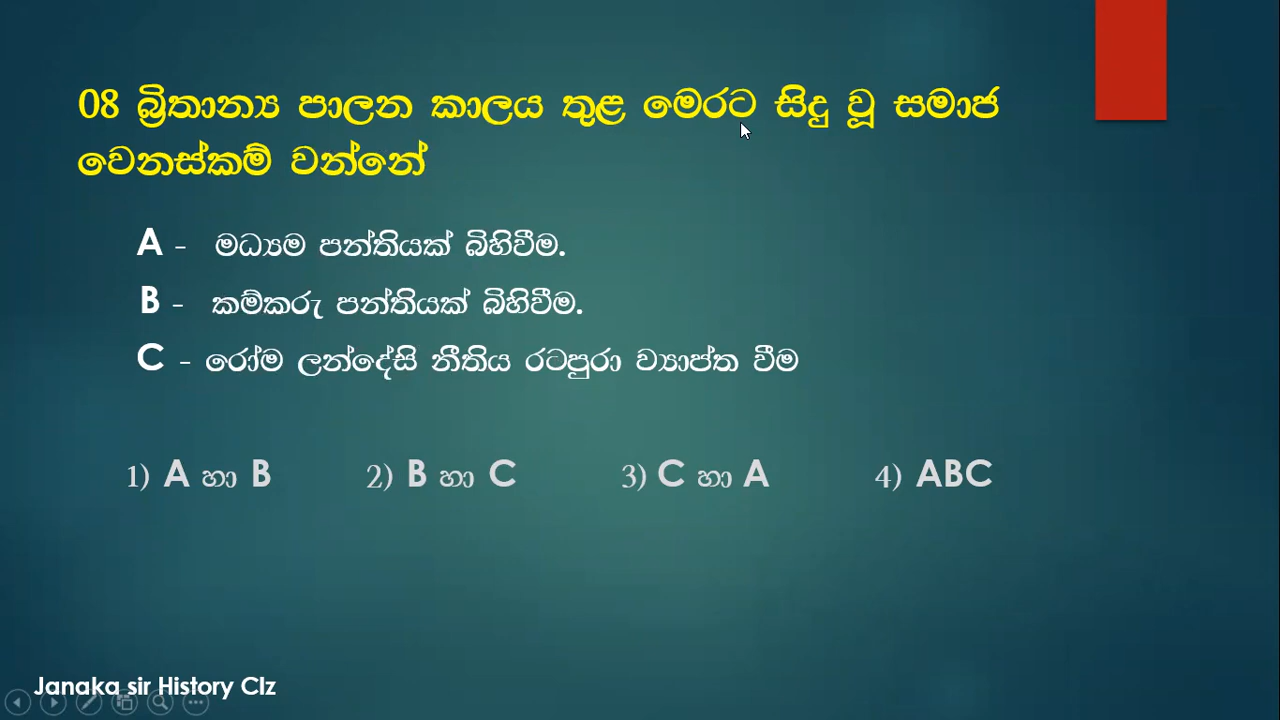 08 බ්‍රිතාන්‍ය පාලන කාලය තුළ මෙරට සිදු වූ සමාජ
වෙනස්කම් වන්නේ
A - මධ්‍යම පන්තියක් බිහිවීම.
B - කම්කරු පන්තියක් බිහිවීම.
C - රෝම ලන්දේසි නීතිය රටපුරා ව්‍යාප්ත වීම
1) A හා B 2) B හා C 3) C හා A 4) ABC
Janaka sir History Clz